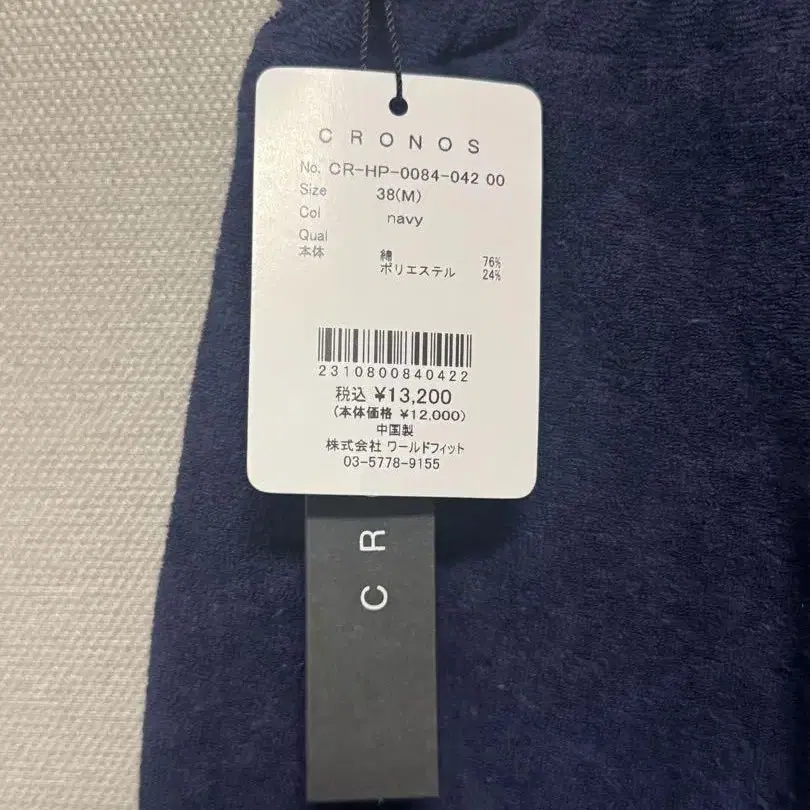 CRONOS
No. CR-HP-0084-042 00
Size 38(M)
Col navy
Qual
本体 綿 76%
ポリエステル 24%
2310800840422
税込 ¥13,200
(本体価格 ¥12,000)
中国製
株式会社 ワールドフィット
03-5778-9155
CR